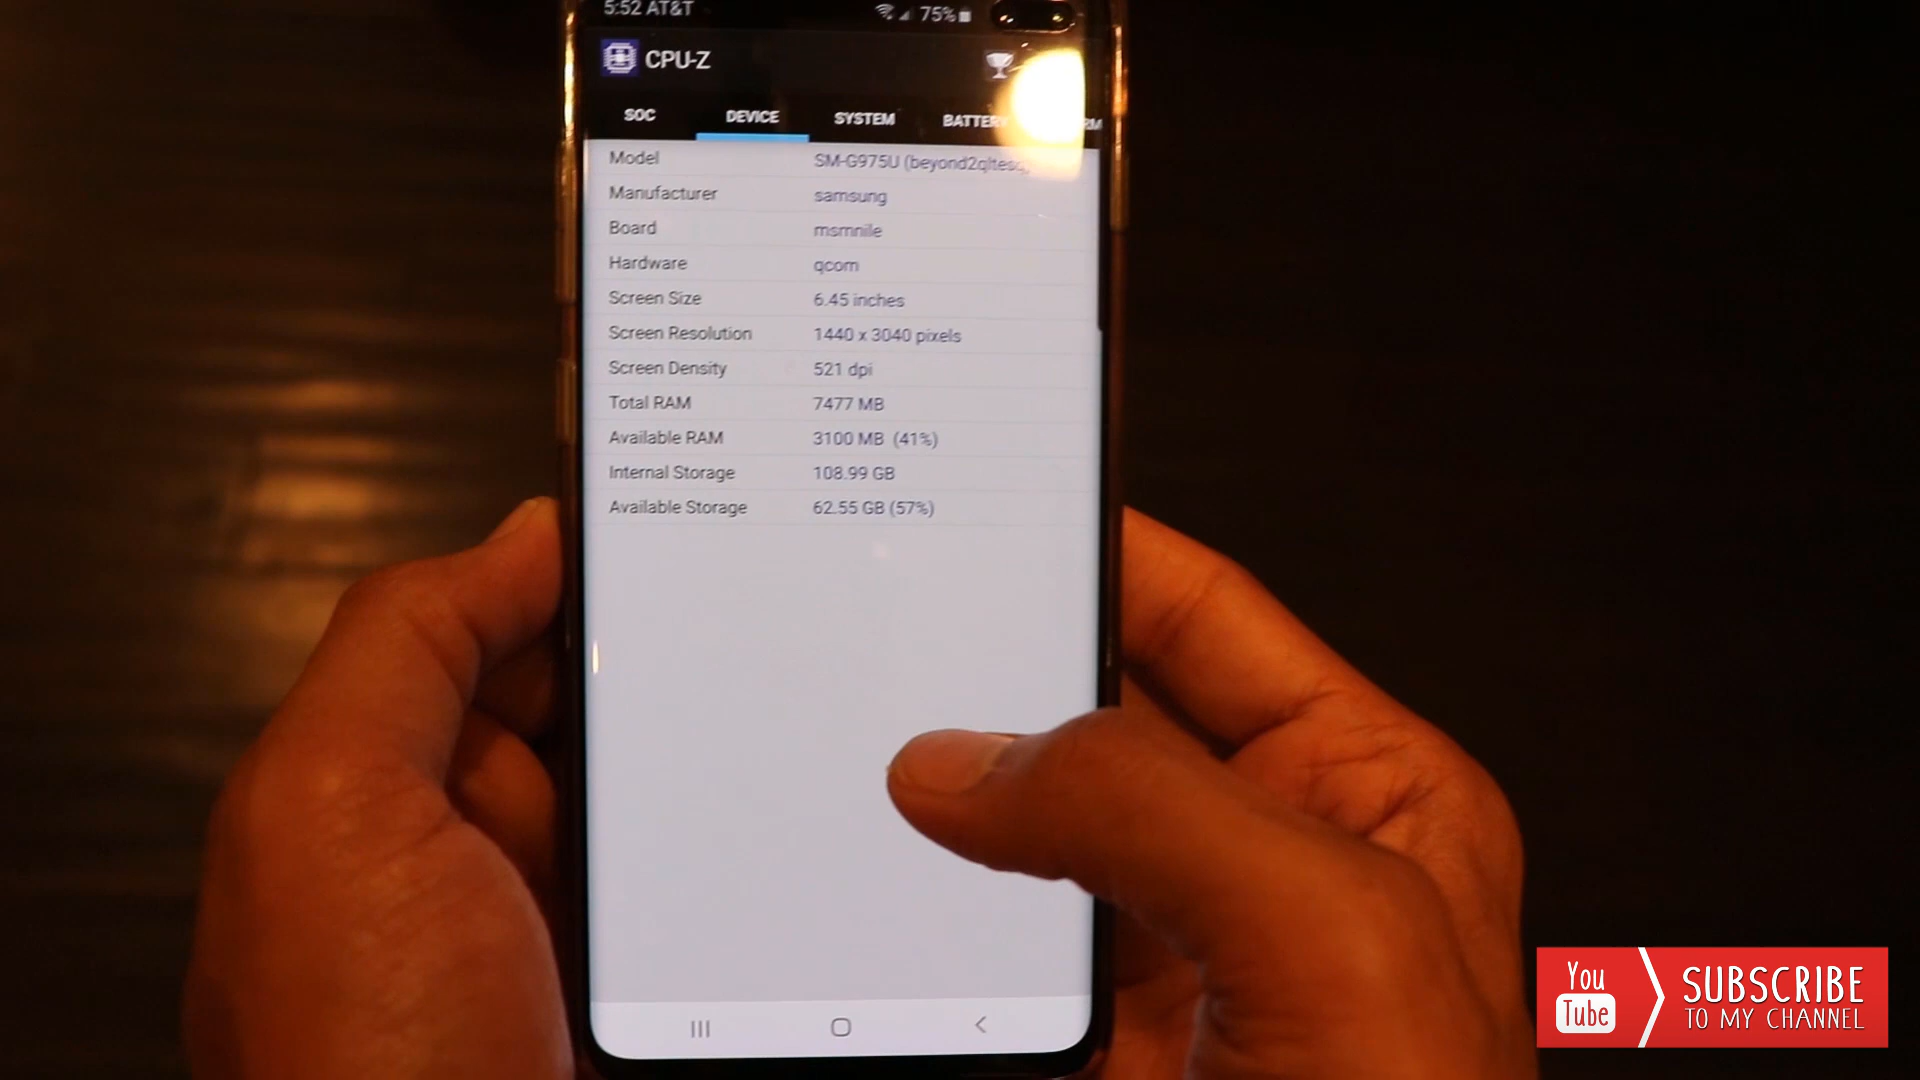 5:52 AT&T 75%
CPU-Z
SOC DEVICE SYSTEM BATTERY
Model SM-G975U
Manufacturer samsung
Board msmnile
Hardware qcom
Screen Size 6.45 inches
Screen Resolution 1440 x 3040 pixels
Screen Density 521 dpi
Total RAM 7477 MB
Available RAM 3100 MB (41%)
Internal Storage 108.99 GB
Available Storage 62.55 GB (57%)
You Tube
SUBSCRIBE
TO MY CHANNEL